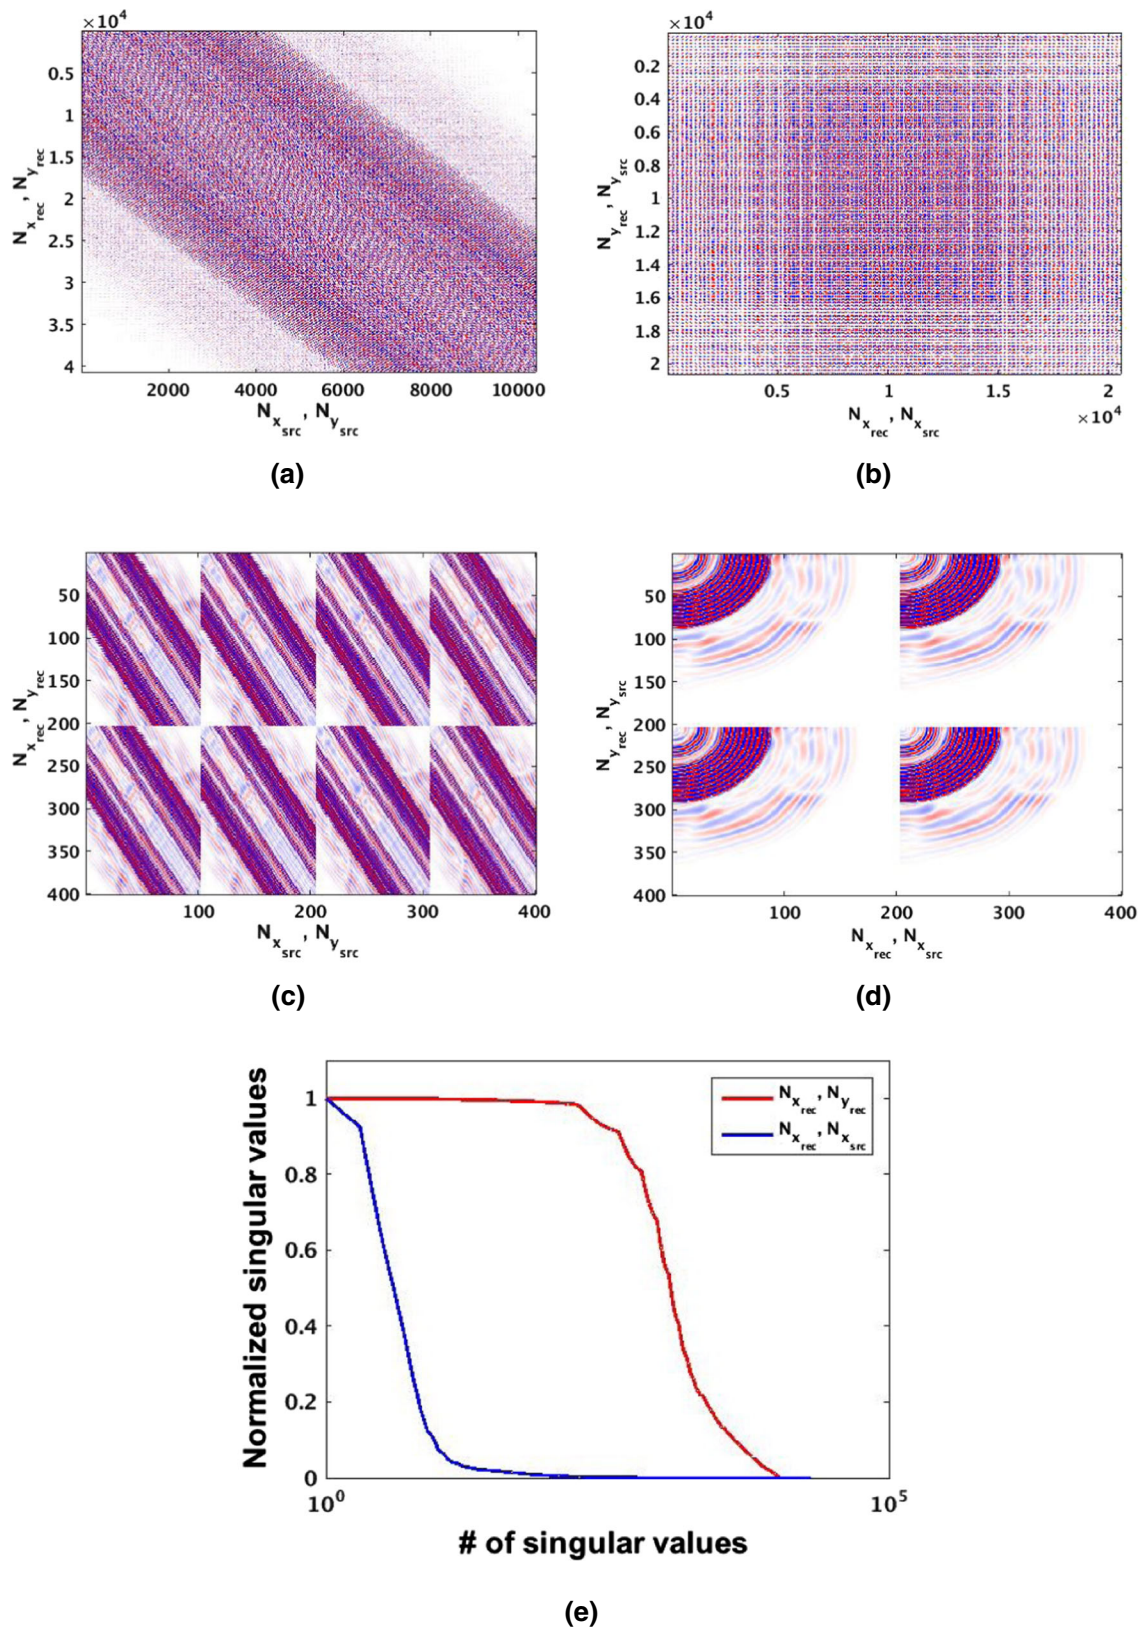 ×10⁴
0.5
1
1.5
2
2.5
3
3.5
4
N_x_rec , N_y_rec
2000 4000 6000 8000 10000
N_x_src , N_y_src
(a)
×10⁴
0.2
0.4
0.6
0.8
1
1.2
1.4
1.6
1.8
2
N_y_rec , N_y_src
0.5 1 1.5 2
×10⁴
N_x_rec , N_x_src
(b)
50
100
150
200
250
300
350
400
N_x_rec , N_y_rec
100 200 300 400
N_x_src , N_y_src
(c)
50
100
150
200
250
300
350
400
N_y_rec , N_y_src
100 200 300 400
N_x_rec , N_x_src
(d)
Normalized singular values
1
0.8
0.6
0.4
0.2
0
N_x_rec , N_y_rec
N_x_rec , N_x_src
10⁰ 10⁵
# of singular values
(e)